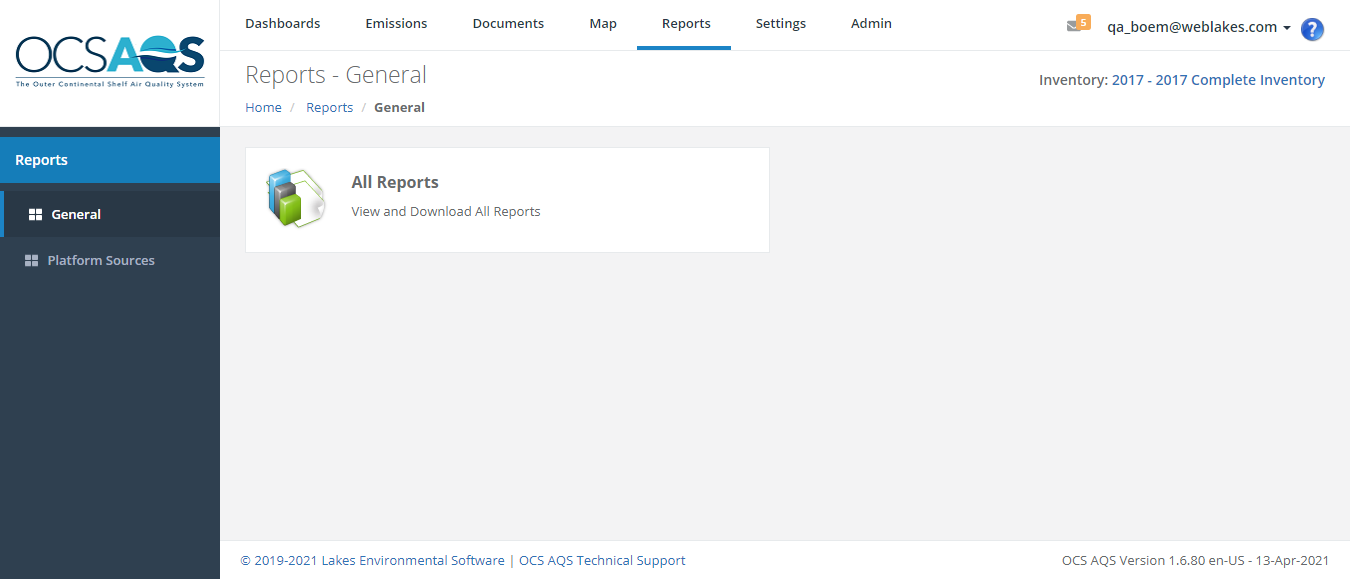 OCSAQS
The Outer Continental Shelf Air Quality System
Dashboards Emissions Documents Map Reports Settings Admin
5 qa_boem@weblakes.com ?
Reports - General
Home / Reports / General
Inventory: 2017 - 2017 Complete Inventory
Reports
General
Platform Sources
All Reports
View and Download All Reports
© 2019-2021 Lakes Environmental Software | OCS AQS Technical Support
OCS AQS Version 1.6.80 en-US - 13-Apr-2021